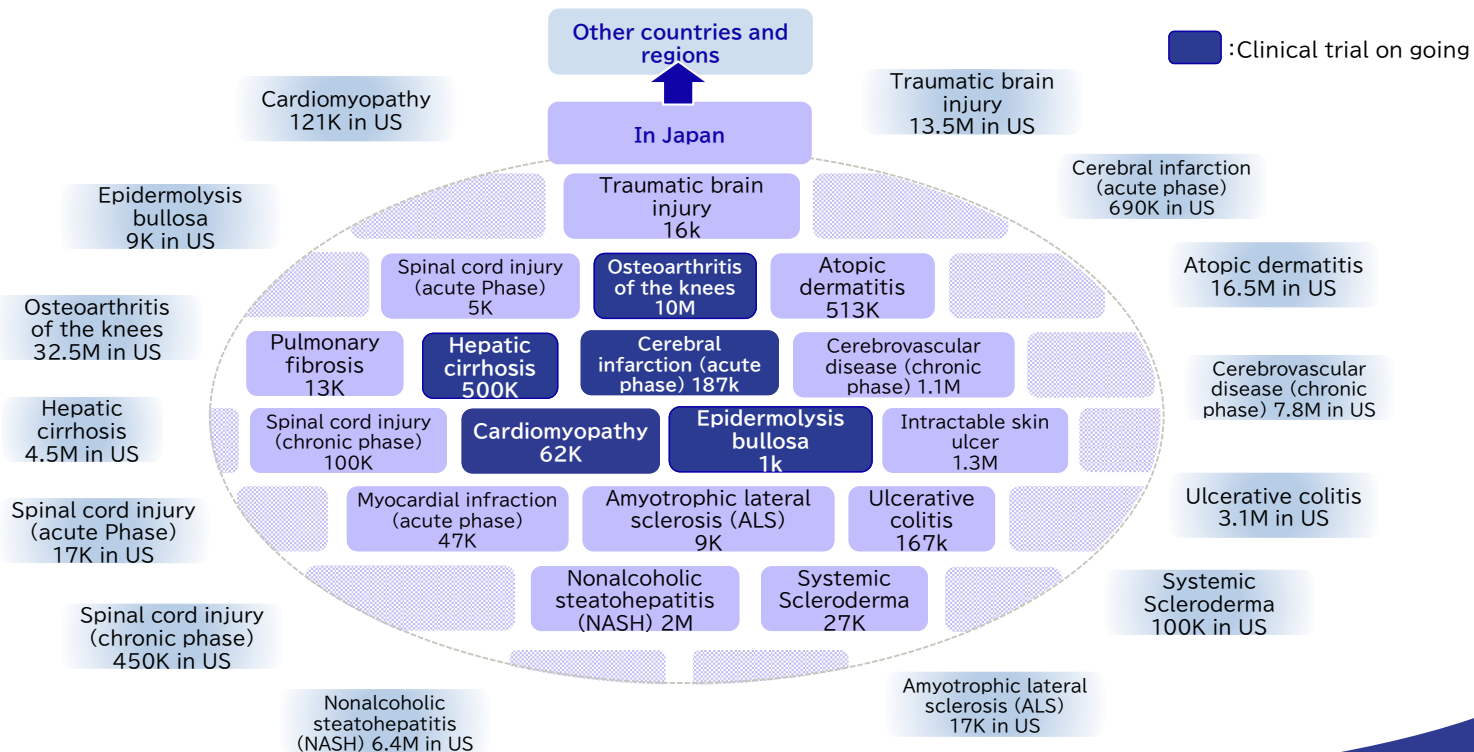 Other countries and
regions
:Clinical trial on going
Cardiomyopathy
121K in US
Traumatic brain
injury
13.5M in US
In Japan
Cerebral infarction
(acute phase)
690K in US
Epidermolysis
bullosa
9K in US
Traumatic brain
injury
16k
Spinal cord injury
(acute Phase)
5K
Osteoarthritis
of the knees
10M
Atopic
dermatitis
513K
Atopic dermatitis
16.5M in US
Osteoarthritis
of the knees
32.5M in US
Pulmonary
fibrosis
13K
Hepatic
cirrhosis
500K
Cerebral
infarction (acute
phase) 187k
Cerebrovascular
disease (chronic
phase) 1.1M
Cerebrovascular
disease (chronic
phase) 7.8M in US
Hepatic
cirrhosis
4.5M in US
Spinal cord injury
(chronic phase)
100K
Cardiomyopathy
62K
Epidermolysis
bullosa
1k
Intractable skin
ulcer
1.3M
Spinal cord injury
(acute Phase)
17K in US
Myocardial infraction
(acute phase)
47K
Amyotrophic lateral
sclerosis (ALS)
9K
Ulcerative
colitis
167k
Ulcerative colitis
3.1M in US
Nonalcoholic
steatohepatitis
(NASH) 2M
Systemic
Scleroderma
27K
Systemic
Scleroderma
100K in US
Spinal cord injury
(chronic phase)
450K in US
Nonalcoholic
steatohepatitis
(NASH) 6.4M in US
Amyotrophic lateral
sclerosis (ALS)
17K in US